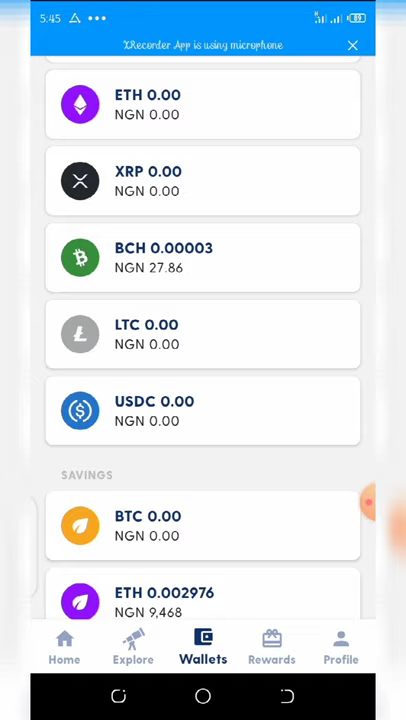 5:45
XRecorder App is using microphone
ETH 0.00
NGN 0.00
XRP 0.00
NGN 0.00
BCH 0.00003
NGN 27.86
LTC 0.00
NGN 0.00
USDC 0.00
NGN 0.00
SAVINGS
BTC 0.00
NGN 0.00
ETH 0.002976
NGN 9,468
Home Explore Wallets Rewards Profile